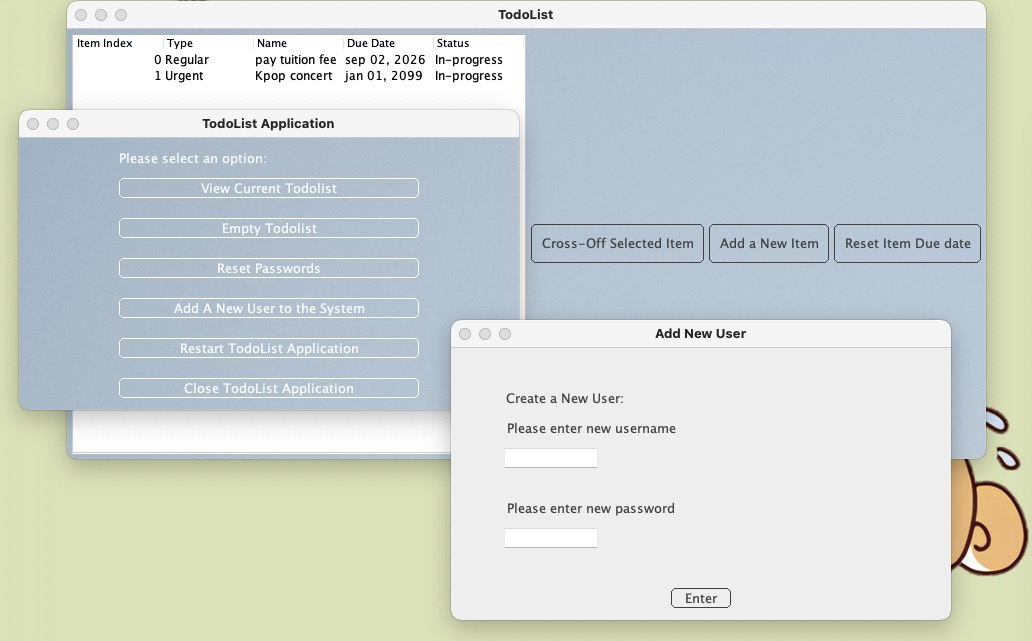 TodoList
Item Index Type Name Due Date Status
0 Regular pay tuition fee sep 02, 2026 In-progress
1 Urgent Kpop concert jan 01, 2099 In-progress
TodoList Application
Please select an option:
View Current Todolist
Empty Todolist
Reset Passwords
Add A New User to the System
Restart TodoList Application
Close TodoList Application
Cross-Off Selected Item Add a New Item Reset Item Due date
Add New User
Create a New User:
Please enter new username
Please enter new password
Enter